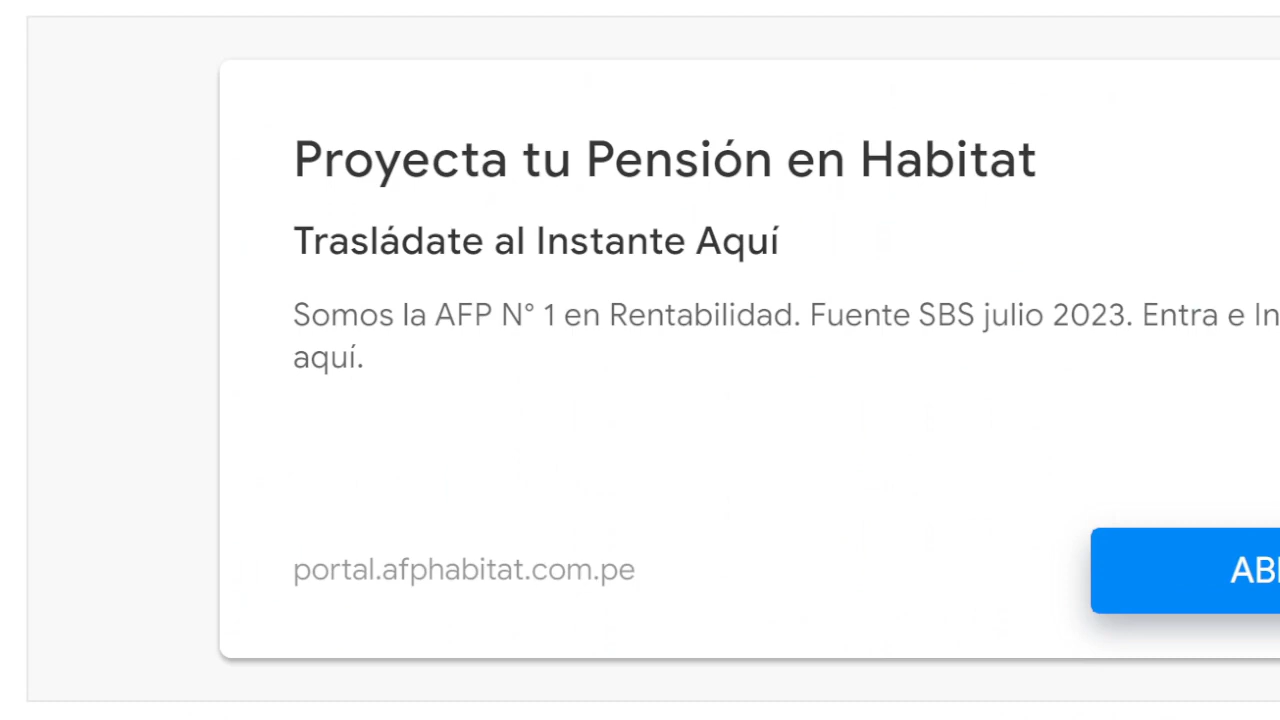 Proyecta tu Pensión en Habitat
Trasládate al Instante Aquí
Somos la AFP N° 1 en Rentabilidad. Fuente SBS julio 2023. Entra e In
aquí.
portal.afphabitat.com.pe